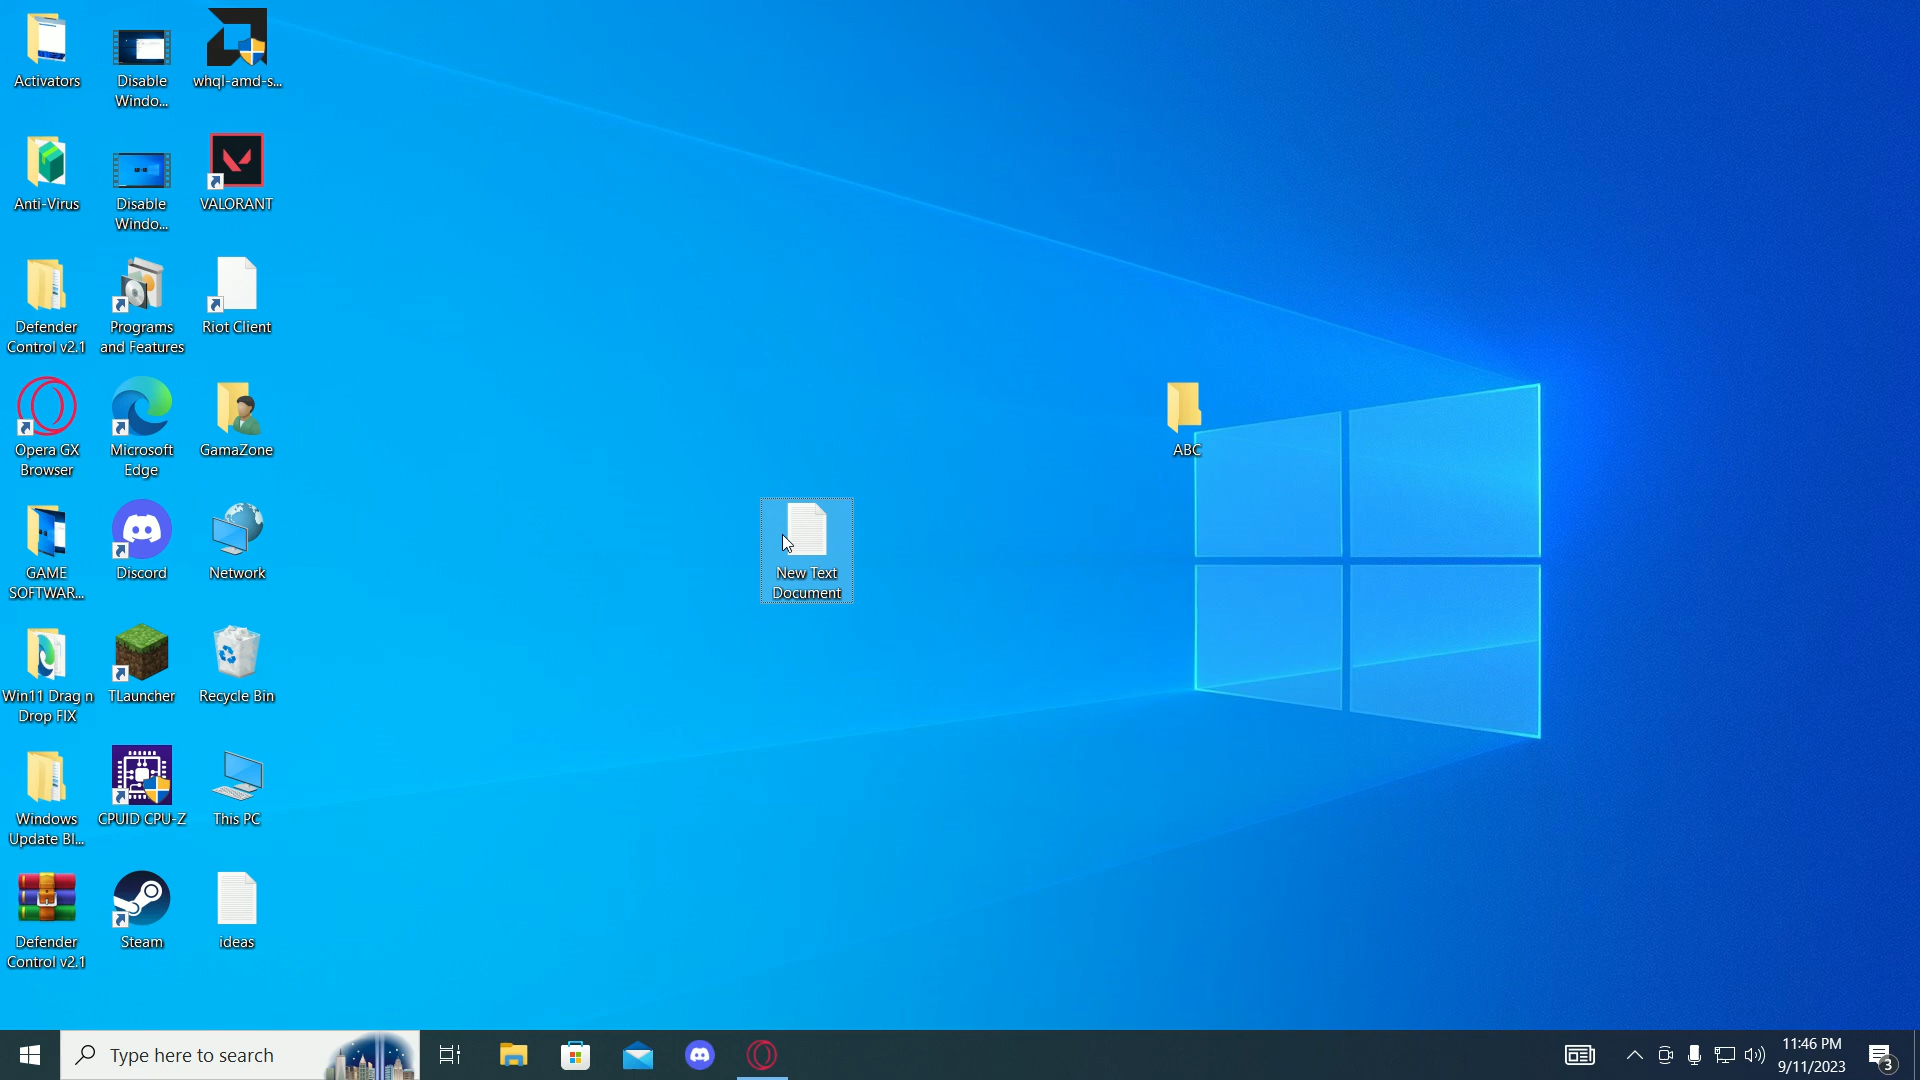 Activators
Disable
Windo...
whql-amd-s...
Anti-Virus
Disable
Windo...
VALORANT
Defender
Control v2.1
Programs
and Features
Riot Client
Opera GX
Browser
Microsoft
Edge
GamaZone
ABC
GAME
SOFTWAR...
Discord
Network
New Text
Document
Win11 Drag n
Drop FIX
TLauncher
Recycle Bin
Windows
Update Bl...
CPUID CPU-Z
This PC
Defender
Control v2.1
Steam
ideas
Type here to search
11:46 PM
9/11/2023
3